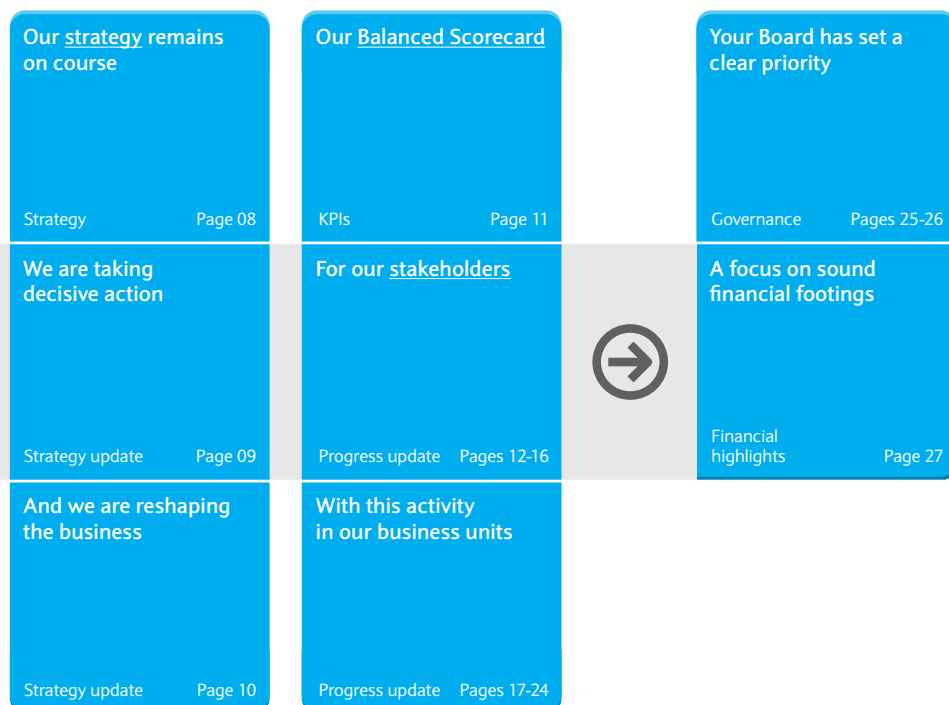 Our strategy remains
on course
Strategy Page 08
We are taking
decisive action
Strategy update Page 09
And we are reshaping
the business
Strategy update Page 10
Our Balanced Scorecard
KPIs Page 11
For our stakeholders
Progress update Pages 12-16
With this activity
in our business units
Progress update Pages 17-24
Your Board has set a
clear priority
Governance Pages 25-26
A focus on sound
financial footings
Financial
highlights Page 27